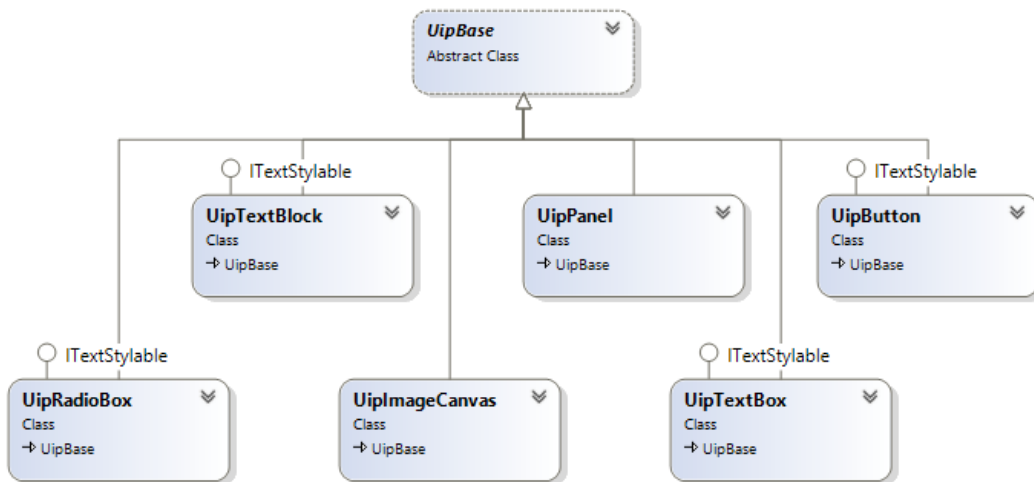 UipBase
Abstract Class
ITextStylable
ITextStylable
UipTextBlock
Class
UipBase
UipPanel
Class
UipBase
UipButton
Class
UipBase
ITextStylable
ITextStylable
UipRadioBox
Class
UipBase
UipImageCanvas
Class
UipBase
UipTextBox
Class
UipBase